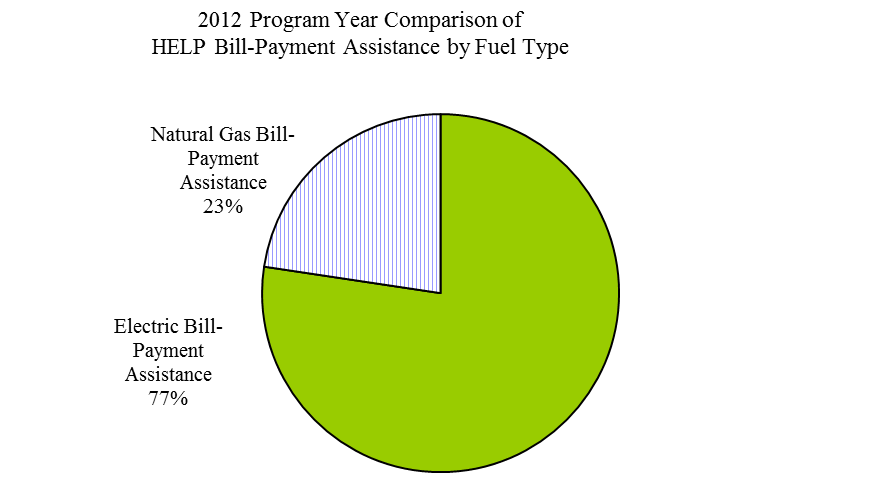 2012 Program Year Comparison of
HELP Bill-Payment Assistance by Fuel Type
Natural Gas Bill-
Payment
Assistance
23%
Electric Bill-
Payment
Assistance
77%